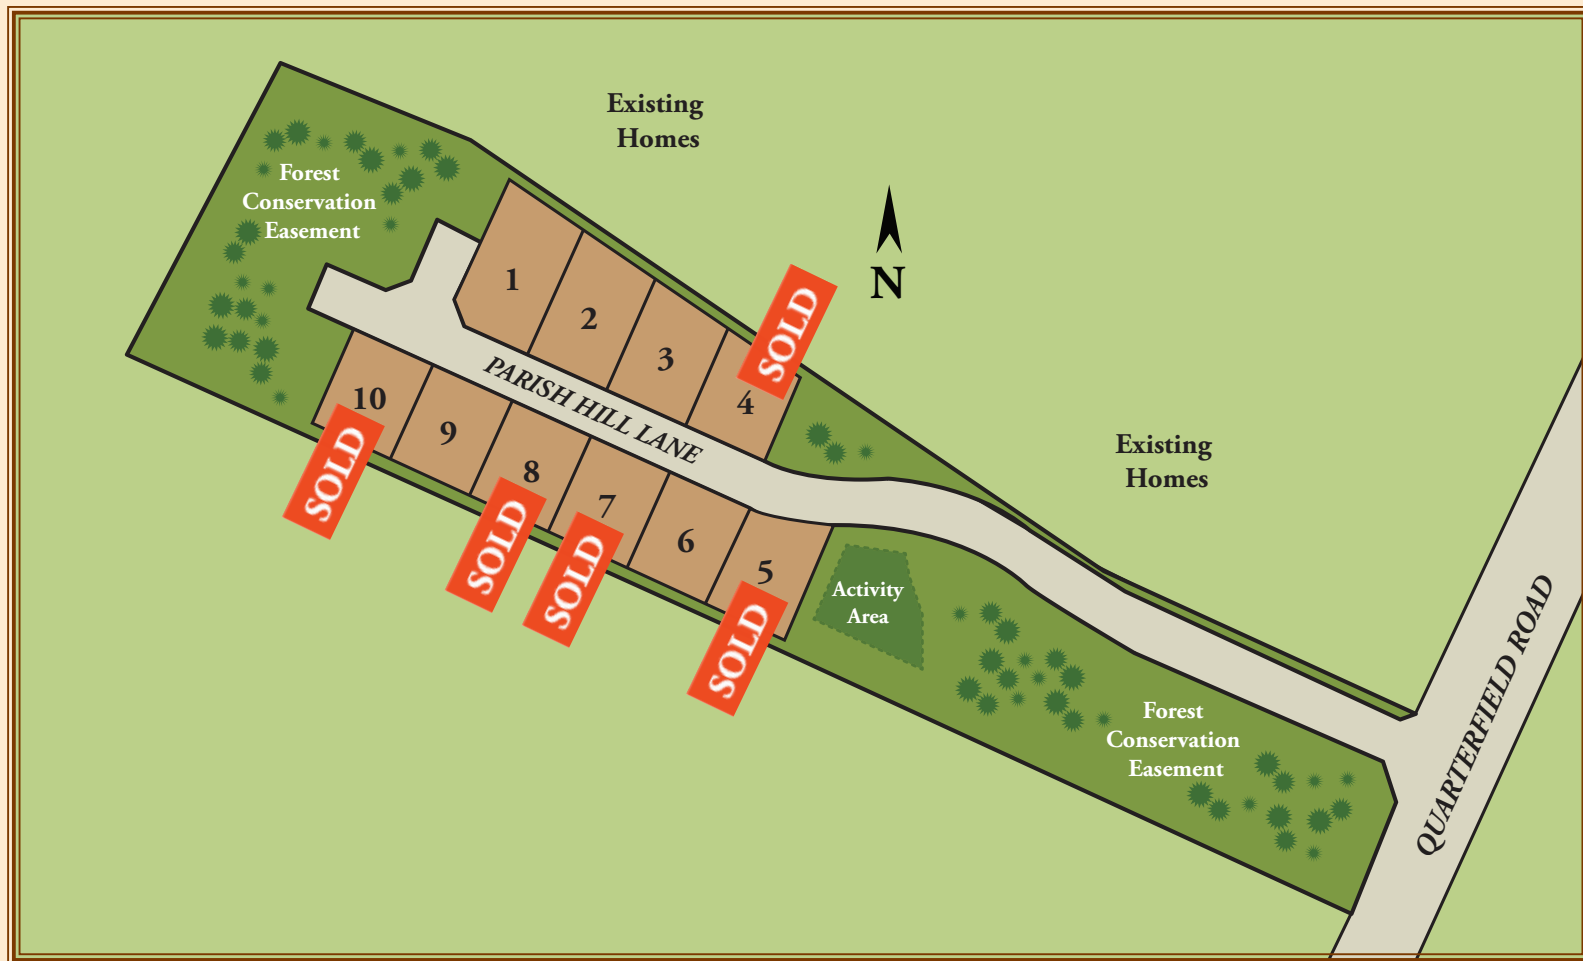 Existing
Homes
Forest
Conservation
Easement
N
1
2
3
4
SOLD
PARISH HILL LANE
10
9
8
7
6
5
SOLD
SOLD
SOLD
SOLD
Existing
Homes
Activity
Area
Forest
Conservation
Easement
QUARTERFIELD ROAD